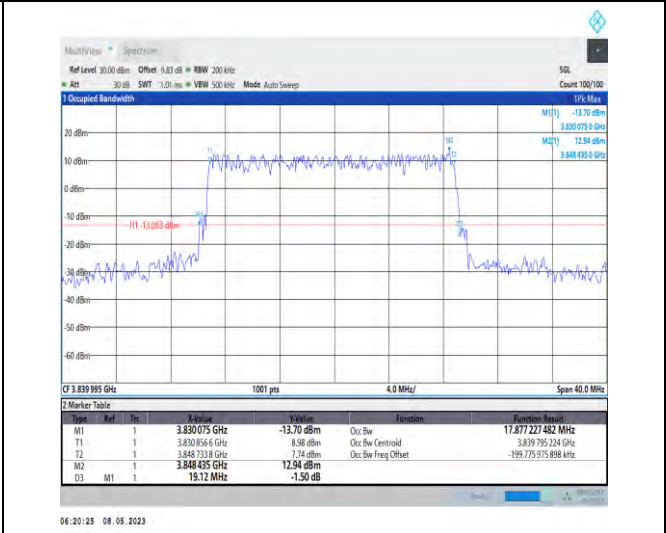 MultiView Spectrum
Ref Level 30.00 dBm Offset 9.83 dB RBW 200 kHz SGL
Att 30 dB SWT 1.01 ms VBW 500 kHz Mode Auto Sweep Count 100/100
1 Occupied Bandwidth 1Pk Max
M1[1] -13.70 dBm
3.830 075 0 GHz
M2[1] 12.94 dBm
3.848 435 0 GHz
20 dBm
M2
T1
T2
10 dBm
0 dBm
-10 dBm
M1
H1 -13.063 dBm
D3
-20 dBm
-30 dBm
-40 dBm
-50 dBm
-60 dBm
CF 3.839 995 GHz 1001 pts 4.0 MHz/ Span 40.0 MHz
2 Marker Table
Type Ref Trc X-Value Y-Value Function Function Result
M1 1 3.830 075 GHz -13.70 dBm Occ Bw 17.877 227 482 MHz
T1 1 3.830 856 6 GHz 8.98 dBm Occ Bw Centroid 3.839 795 224 GHz
T2 1 3.848 733 8 GHz 7.74 dBm Occ Bw Freq Offset -199.775 975 898 kHz
M2 1 3.848 435 GHz 12.94 dBm
D3 M1 1 19.12 MHz -1.50 dB
06:20:25 08.05.2023